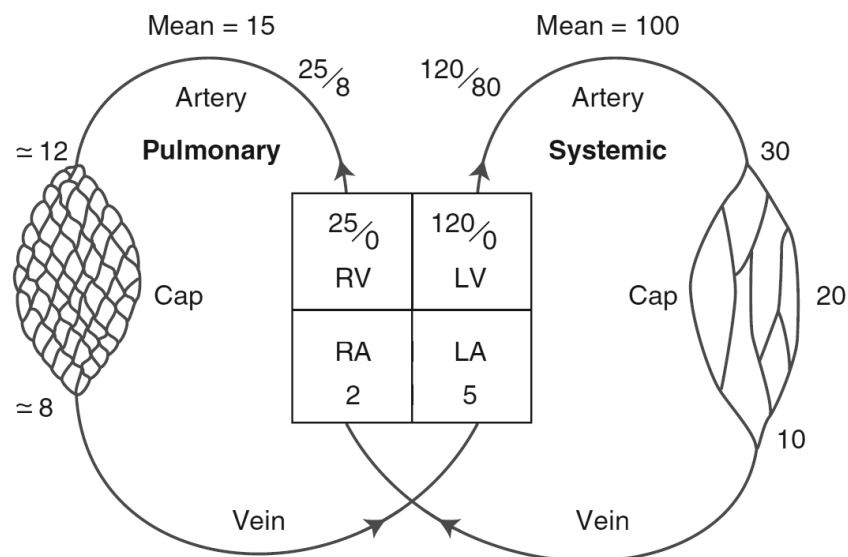 Mean = 15
Mean = 100
25/8
120/80
Artery
Artery
≃ 12
Pulmonary
Systemic
30
25/0
120/0
RV
LV
Cap
Cap
20
RA
LA
2
5
≃ 8
10
Vein
Vein